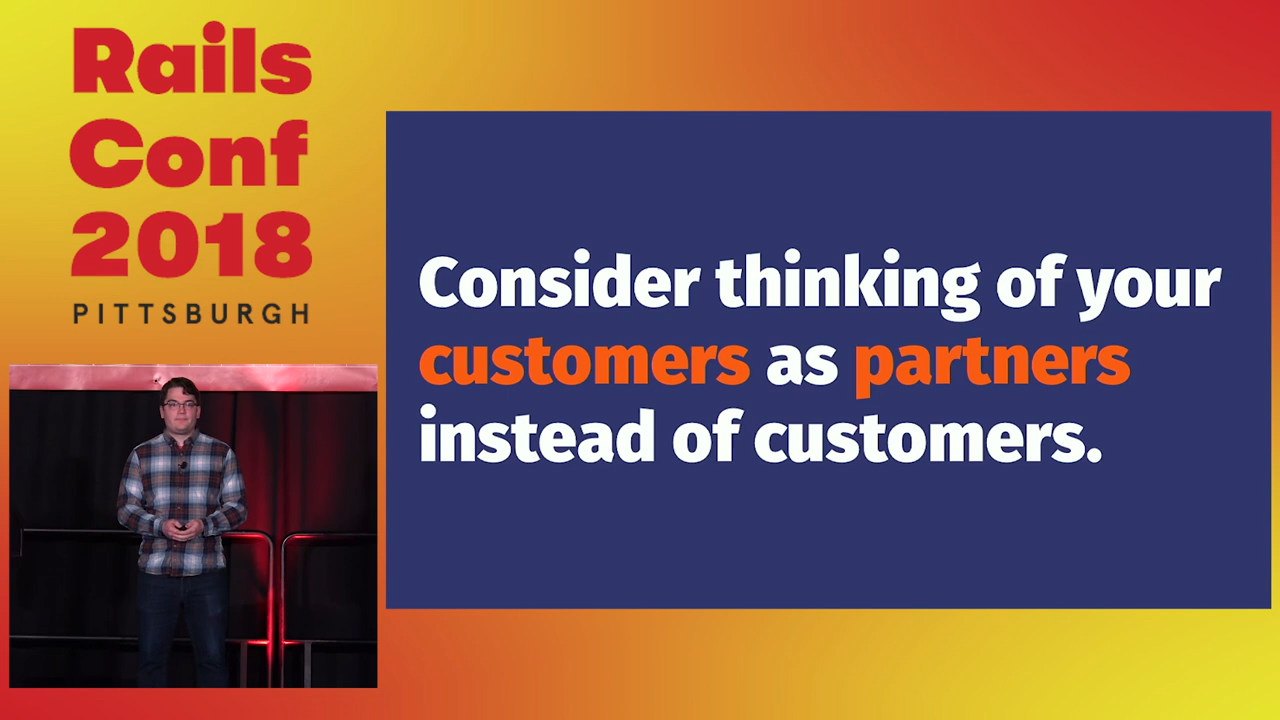 Rails
Conf
2018
PITTSBURGH
Consider thinking of your
customers as partners
instead of customers.